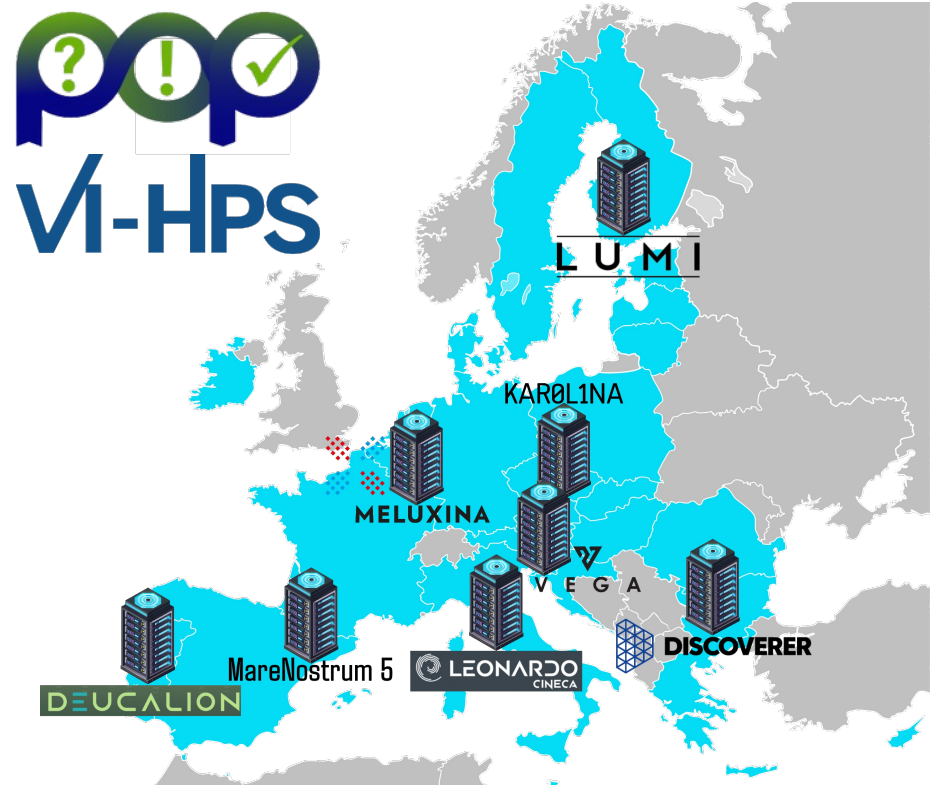 pop
VI-HPS
LUMI
KAR0L1NA
MELUXINA
VEGA
DISCOVERER
MareNostrum 5
LEONARDO
CINECA
DEUCALION